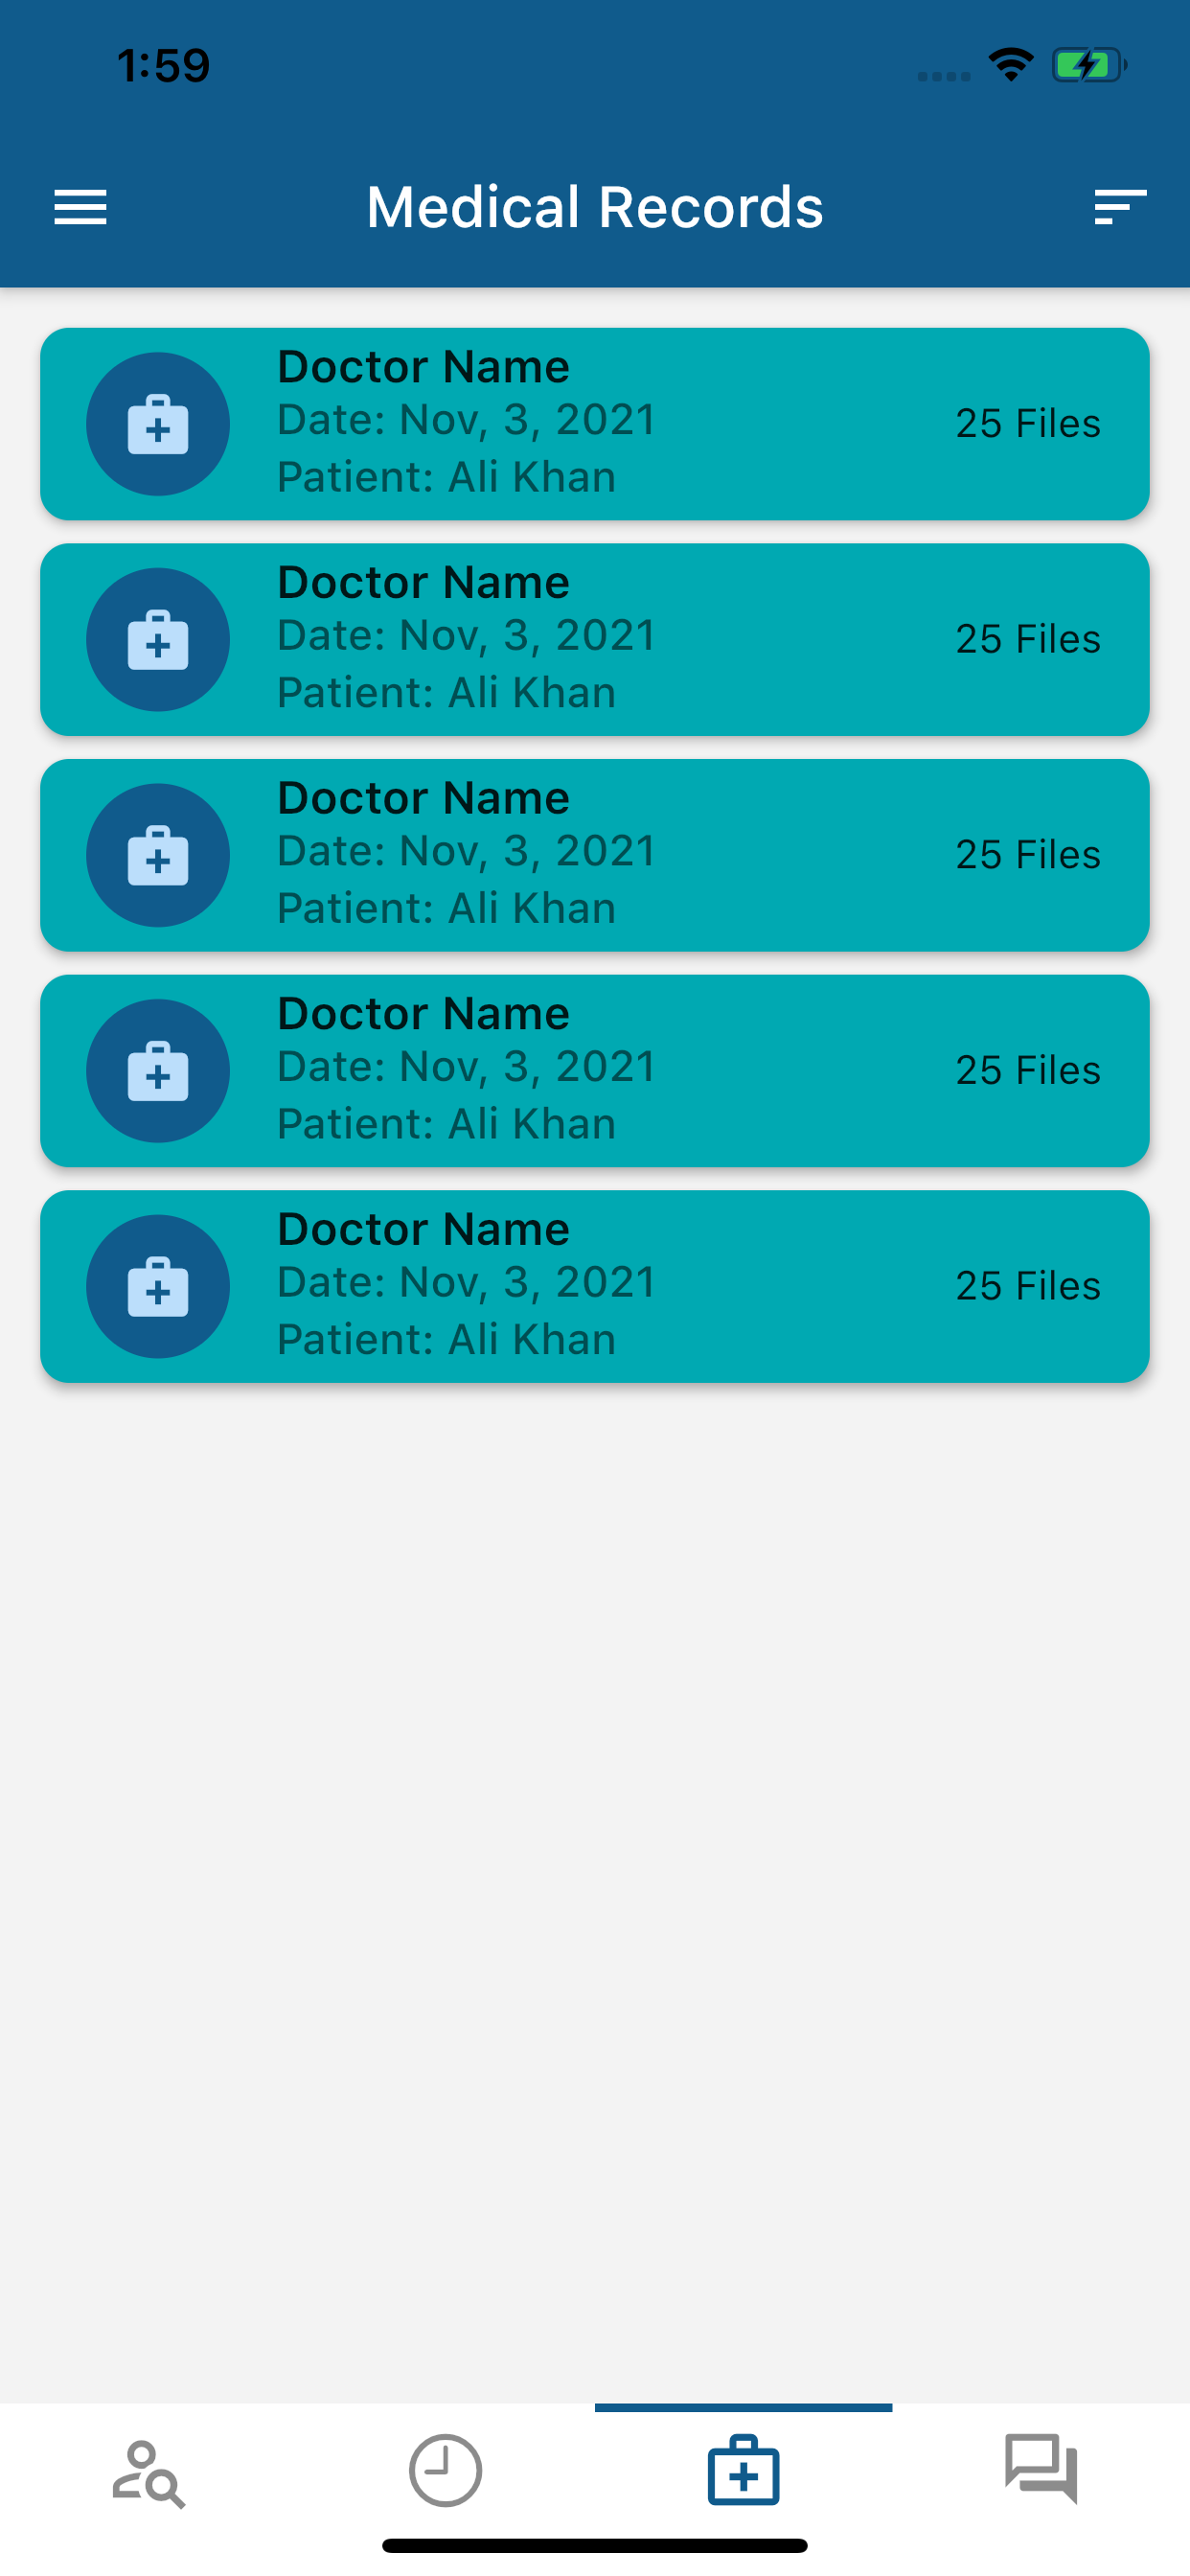 1:59
Medical Records
Doctor Name
Date: Nov, 3, 2021
Patient: Ali Khan
25 Files
Doctor Name
Date: Nov, 3, 2021
Patient: Ali Khan
25 Files
Doctor Name
Date: Nov, 3, 2021
Patient: Ali Khan
25 Files
Doctor Name
Date: Nov, 3, 2021
Patient: Ali Khan
25 Files
Doctor Name
Date: Nov, 3, 2021
Patient: Ali Khan
25 Files